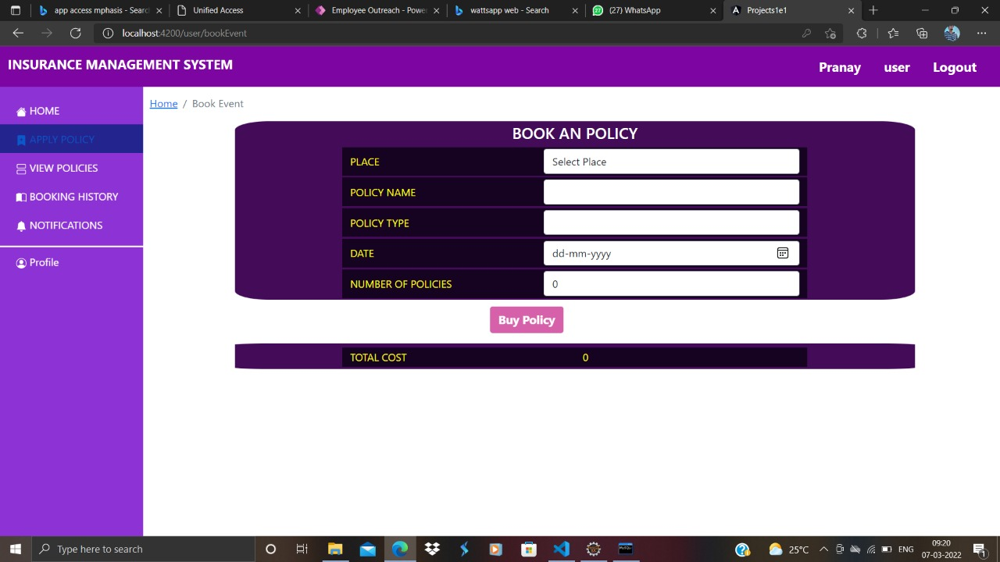 app access mphasis - Searc
Unified Access
Employee Outreach - Powe
wattsapp web - Search
(27) WhatsApp
Projects1e1
localhost:4200/user/bookEvent
INSURANCE MANAGEMENT SYSTEM
Pranay user Logout
HOME
APPLY POLICY
VIEW POLICIES
BOOKING HISTORY
NOTIFICATIONS
Profile
Home / Book Event
BOOK AN POLICY
PLACE Select Place
POLICY NAME
POLICY TYPE
DATE dd-mm-yyyy
NUMBER OF POLICIES 0
Buy Policy
TOTAL COST 0
Type here to search
25°C
ENG
09:20
07-03-2022